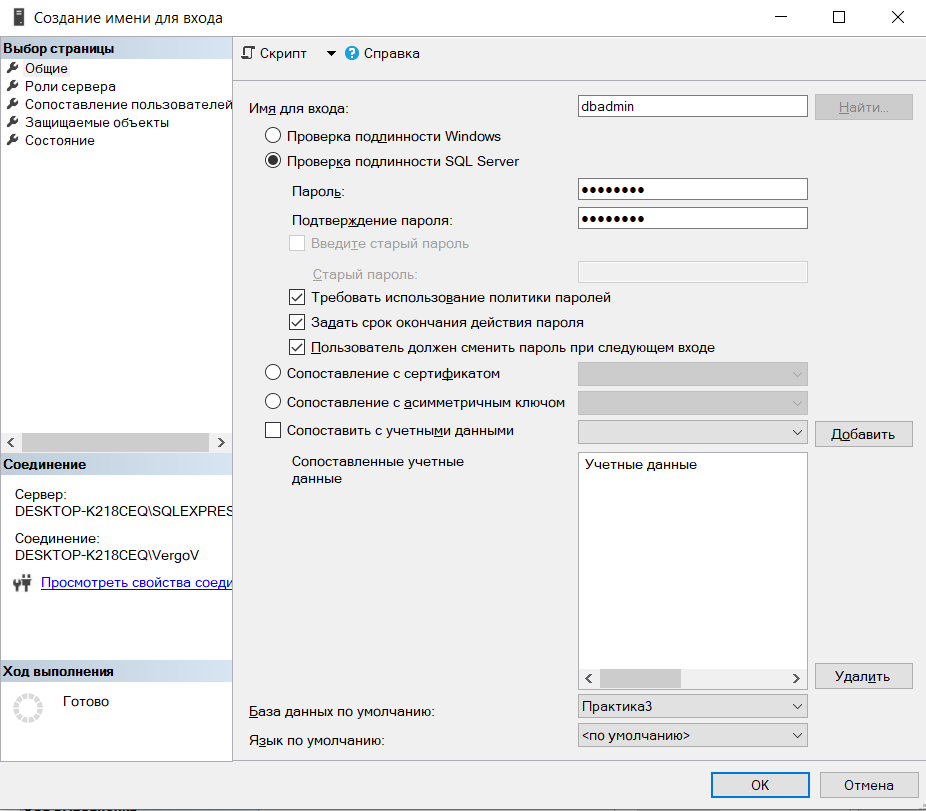 Создание имени для входа
Выбор страницы
Общие
Роли сервера
Сопоставление пользователей
Защищаемые объекты
Состояние
Скрипт
Справка
Имя для входа:
dbadmin
Найти...
Проверка подлинности Windows
Проверка подлинности SQL Server
Пароль:
●●●●●●●●
Подтверждение пароля:
●●●●●●●●
Введите старый пароль
Старый пароль:
Требовать использование политики паролей
Задать срок окончания действия пароля
Пользователь должен сменить пароль при следующем входе
Сопоставление с сертификатом
Сопоставление с асимметричным ключом
Сопоставить с учетными данными
Добавить
Сопоставленные учетные
данные
Учетные данные
Удалить
База данных по умолчанию:
Практика3
Язык по умолчанию:
<по умолчанию>
Соединение
Сервер:
DESKTOP-K218CEQ\SQLEXPRES
Соединение:
DESKTOP-K218CEQ\VergoV
Просмотреть свойства соеди
Ход выполнения
Готово
OK
Отмена